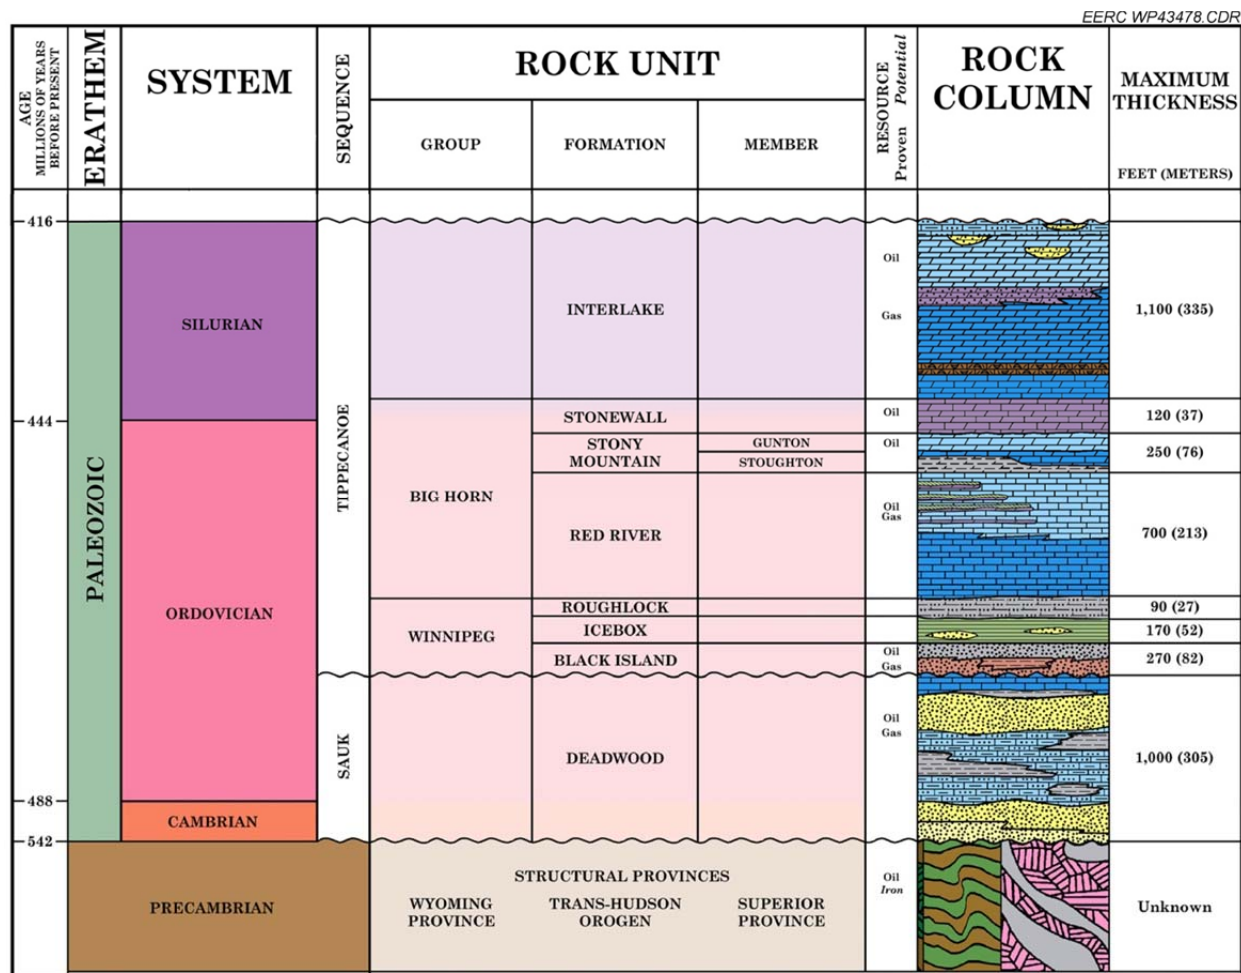 EERC WP43478.CDR
AGE
MILLIONS OF YEARS
BEFORE PRESENT
ERATHEM
SYSTEM
SEQUENCE
ROCK UNIT
GROUP
FORMATION
MEMBER
RESOURCE
Proven Potential
ROCK
COLUMN
MAXIMUM
THICKNESS
FEET (METERS)
416
444
488
542
PALEOZOIC
SILURIAN
ORDOVICIAN
CAMBRIAN
PRECAMBRIAN
TIPPECANOE
SAUK
INTERLAKE
Oil
Gas
1,100 (335)
BIG HORN
STONEWALL
Oil
120 (37)
STONY
MOUNTAIN
GUNTON
STOUGHTON
Oil
250 (76)
RED RIVER
Oil
Gas
700 (213)
WINNIPEG
ROUGHLOCK
90 (27)
ICEBOX
170 (52)
BLACK ISLAND
Oil
Gas
270 (82)
DEADWOOD
Oil
Gas
1,000 (305)
STRUCTURAL PROVINCES
WYOMING
PROVINCE
TRANS-HUDSON
OROGEN
SUPERIOR
PROVINCE
Oil
Iron
Unknown